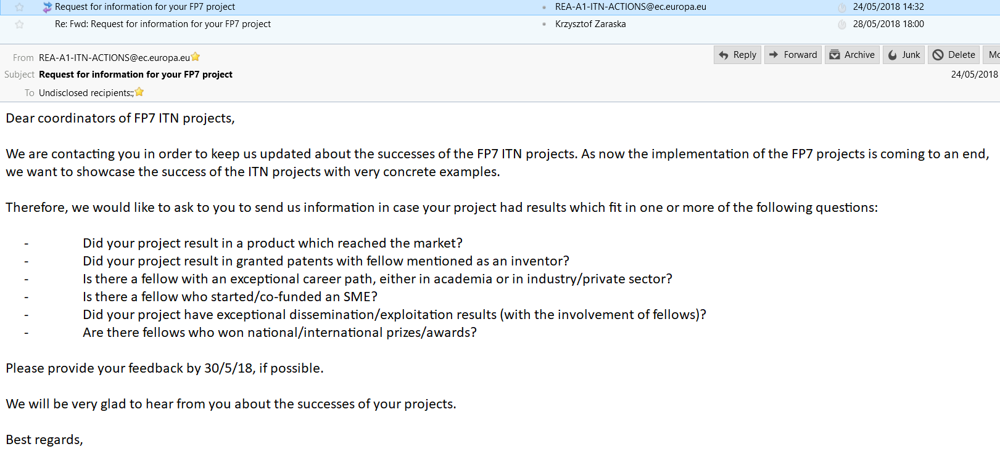 Request for information for your FP7 project REA-A1-ITN-ACTIONS@ec.europa.eu 24/05/2018 14:32
Re: Fwd: Request for information for your FP7 project Krzysztof Zaraska 28/05/2018 18:00
Reply Forward Archive Junk Delete Mo
From REA-A1-ITN-ACTIONS@ec.europa.eu
Subject Request for information for your FP7 project 24/05/2018
To Undisclosed recipients:;
Dear coordinators of FP7 ITN projects,
We are contacting you in order to keep us updated about the successes of the FP7 ITN projects. As now the implementation of the FP7 projects is coming to an end,
we want to showcase the success of the ITN projects with very concrete examples.
Therefore, we would like to ask to you to send us information in case your project had results which fit in one or more of the following questions:
- Did your project result in a product which reached the market?
- Did your project result in granted patents with fellow mentioned as an inventor?
- Is there a fellow with an exceptional career path, either in academia or in industry/private sector?
- Is there a fellow who started/co-funded an SME?
- Did your project have exceptional dissemination/exploitation results (with the involvement of fellows)?
- Are there fellows who won national/international prizes/awards?
Please provide your feedback by 30/5/18, if possible.
We will be very glad to hear from you about the successes of your projects.
Best regards,